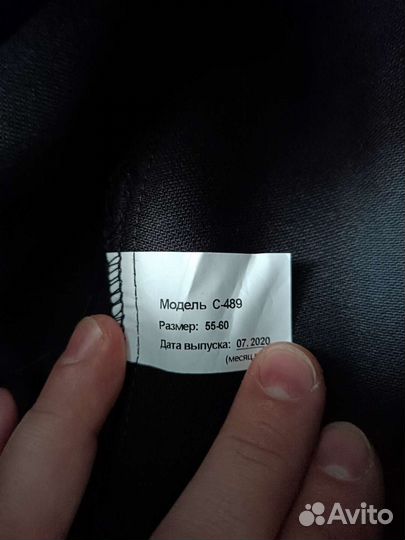 Модель С-489
Размер: 55-60
Дата выпуска: 07.2020
(месяц
Avito